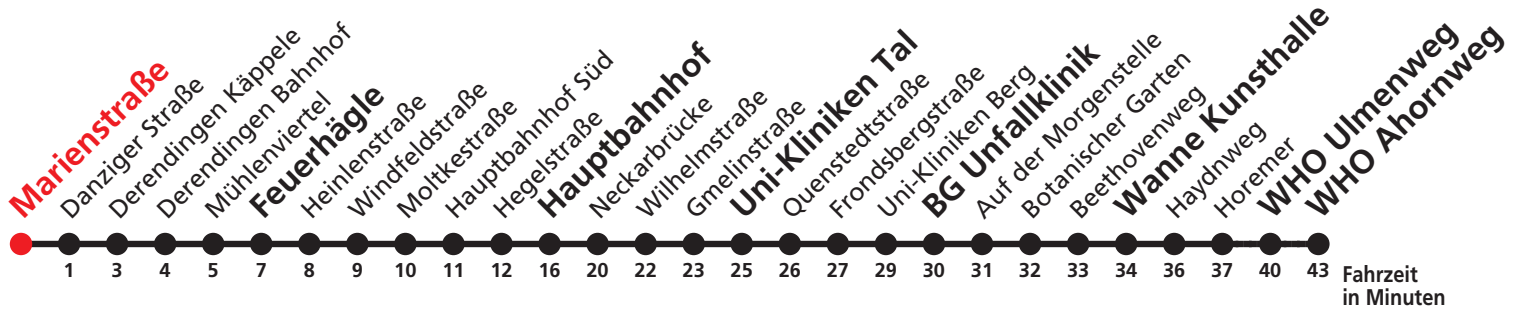 Marienstraße
Danziger Straße
Derendingen Käppele
Derendingen Bahnhof
Mühlenviertel
Feuerhägle
Heinlenstraße
Windfeldstraße
Moltkestraße
Hauptbahnhof Süd
Hegelstraße
Hauptbahnhof
Neckarbrücke
Wilhelmstraße
Gmelinstraße
Uni-Kliniken Tal
Quenstedtstraße
Frondsbergstraße
Uni-Kliniken Berg
BG Unfallklinik
Auf der Morgenstelle
Botanischer Garten
Beethovenweg
Wanne Kunsthalle
Haydnweg
Horemer
WHO Ulmenweg
WHO Ahornweg
1 3 4 5 7 8 9 10 11 12 16 20 22 23 25 26 27 29 30 31 32 33 34 36 37 40 43
Fahrzeit
in Minuten